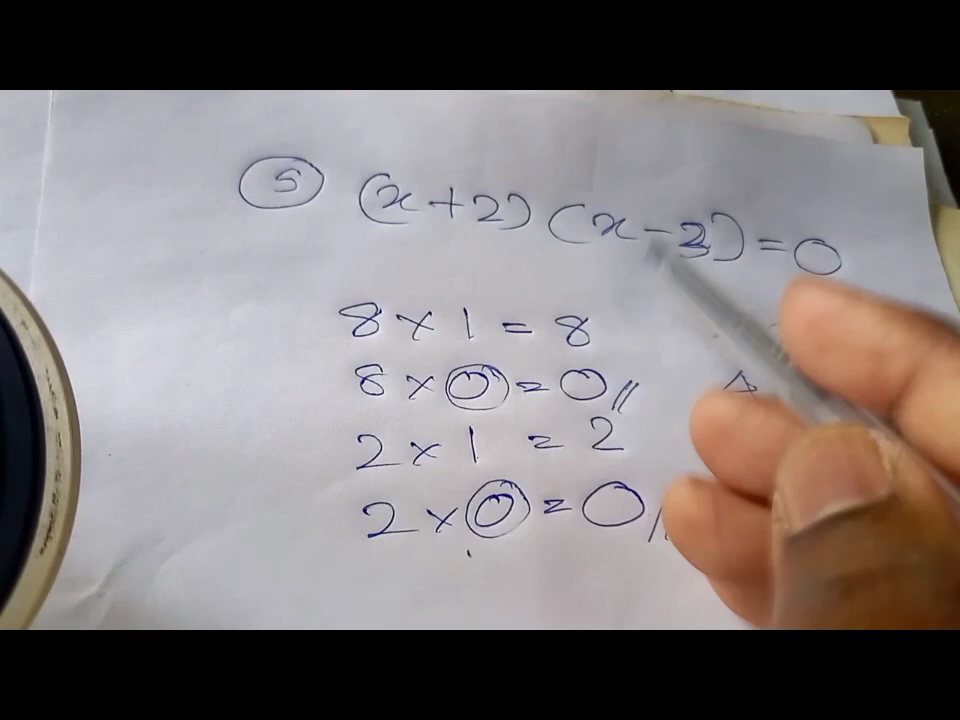 5 (x+2) (x-3) = 0
8 × 1 = 8
8 × 0 = 0 //
2 × 1 = 2
2 × 0 = 0 //